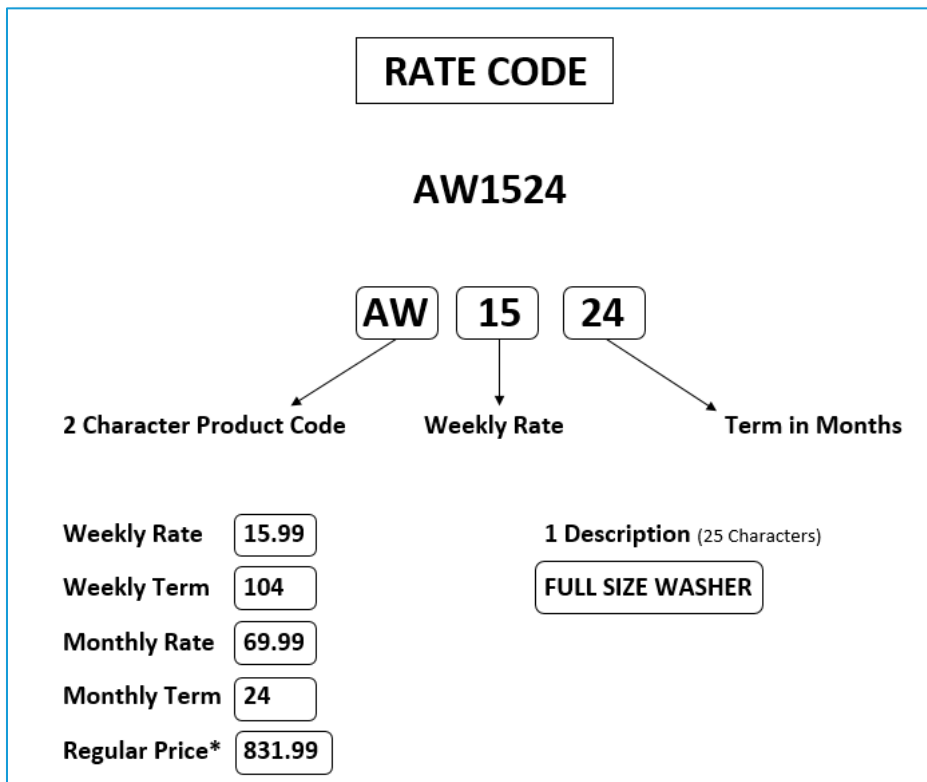 RATE CODE
AW1524
AW 15 24
2 Character Product Code Weekly Rate Term in Months
Weekly Rate 15.99 1 Description (25 Characters)
Weekly Term 104 FULL SIZE WASHER
Monthly Rate 69.99
Monthly Term 24
Regular Price* 831.99